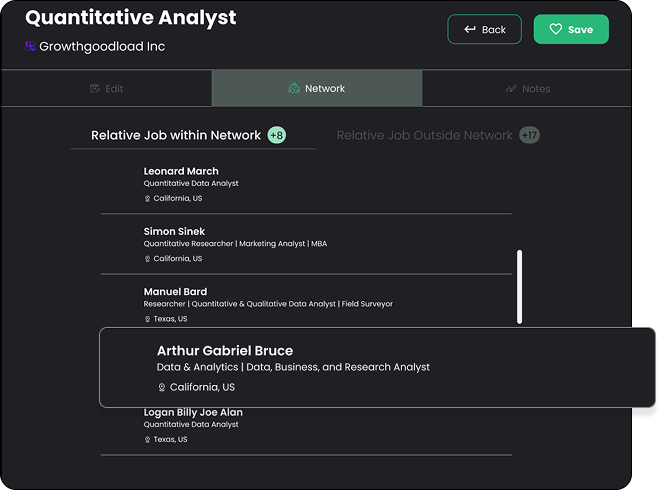 Quantitative Analyst
Growthgoodload Inc
Back
Save
Edit
Network
Notes
Relative Job within Network +8
Relative Job Outside Network +17
Leonard March
Quantitative Data Analyst
California, US
Simon Sinek
Quantitative Researcher | Marketing Analyst | MBA
California, US
Manuel Bard
Researcher | Quantitative & Qualitative Data Analyst | Field Surveyor
Texas, US
Arthur Gabriel Bruce
Data & Analytics | Data, Business, and Research Analyst
California, US
Logan Billy Joe Alan
Quantitative Data Analyst
Texas, US